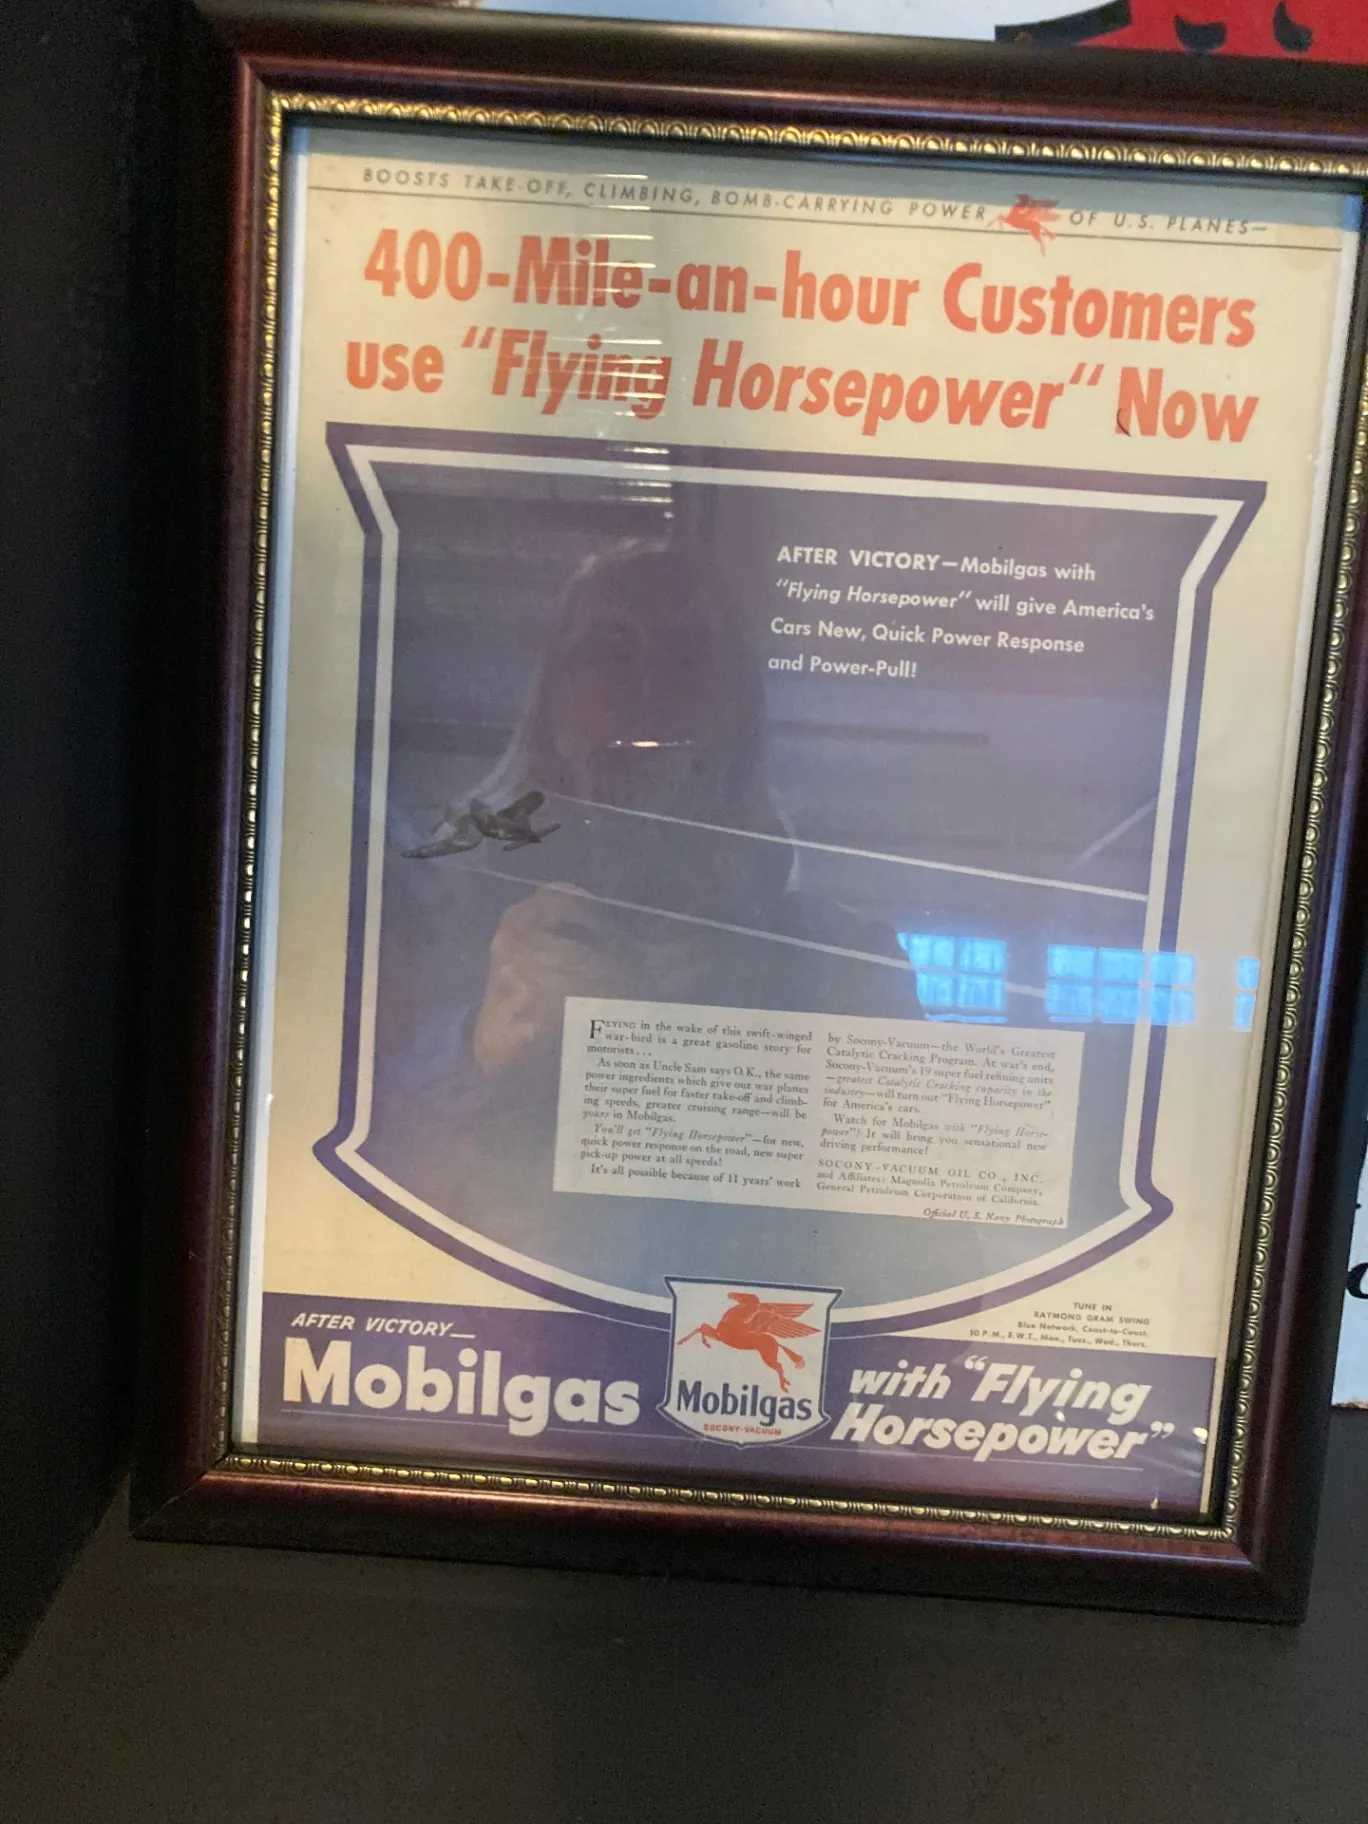 BOOSTS TAKE-OFF, CLIMBING, BOMB-CARRYING POWER OF U.S. PLANES—
400-Mile-an-hour Customers
use "Flying Horsepower" Now
AFTER VICTORY—Mobilgas with
"Flying Horsepower" will give America's
Cars New, Quick Power Response
and Power-Pull!
FLYING in the wake of this swift-winged
war-bird is a great gasoline story for
motorists...
As soon as Uncle Sam says O.K., the same
power ingredients which give our war planes
their super fuel for faster take-off and climb-
ing speeds, greater cruising range—will be
yours in Mobilgas.
You'll get "Flying Horsepower"—for new,
quick power response on the road, new super
pick-up power at all speeds!
It's all possible because of 11 years' work
by Socony-Vacuum—the World's Greatest
Catalytic Cracking Program. At war's end,
Socony-Vacuum's 19 super fuel refining units
—greatest Catalytic Cracking capacity in the
industry—will turn out "Flying Horsepower"
for America's cars.
Watch for Mobilgas with "Flying Horse-
power"! It will bring you sensational new
driving performance!
SOCONY-VACUUM OIL CO., INC.
and Affiliates: Magnolia Petroleum Company,
General Petroleum Corporation of California.
Official U. S. Navy Photograph
TUNE IN
RAYMOND GRAM SWING
Blue Network, Coast-to-Coast.
10 P.M., E.W.T., Mon., Tues., Wed., Thurs.
AFTER VICTORY—
Mobilgas
Mobilgas
SOCONY-VACUUM
with "Flying
Horsepower"